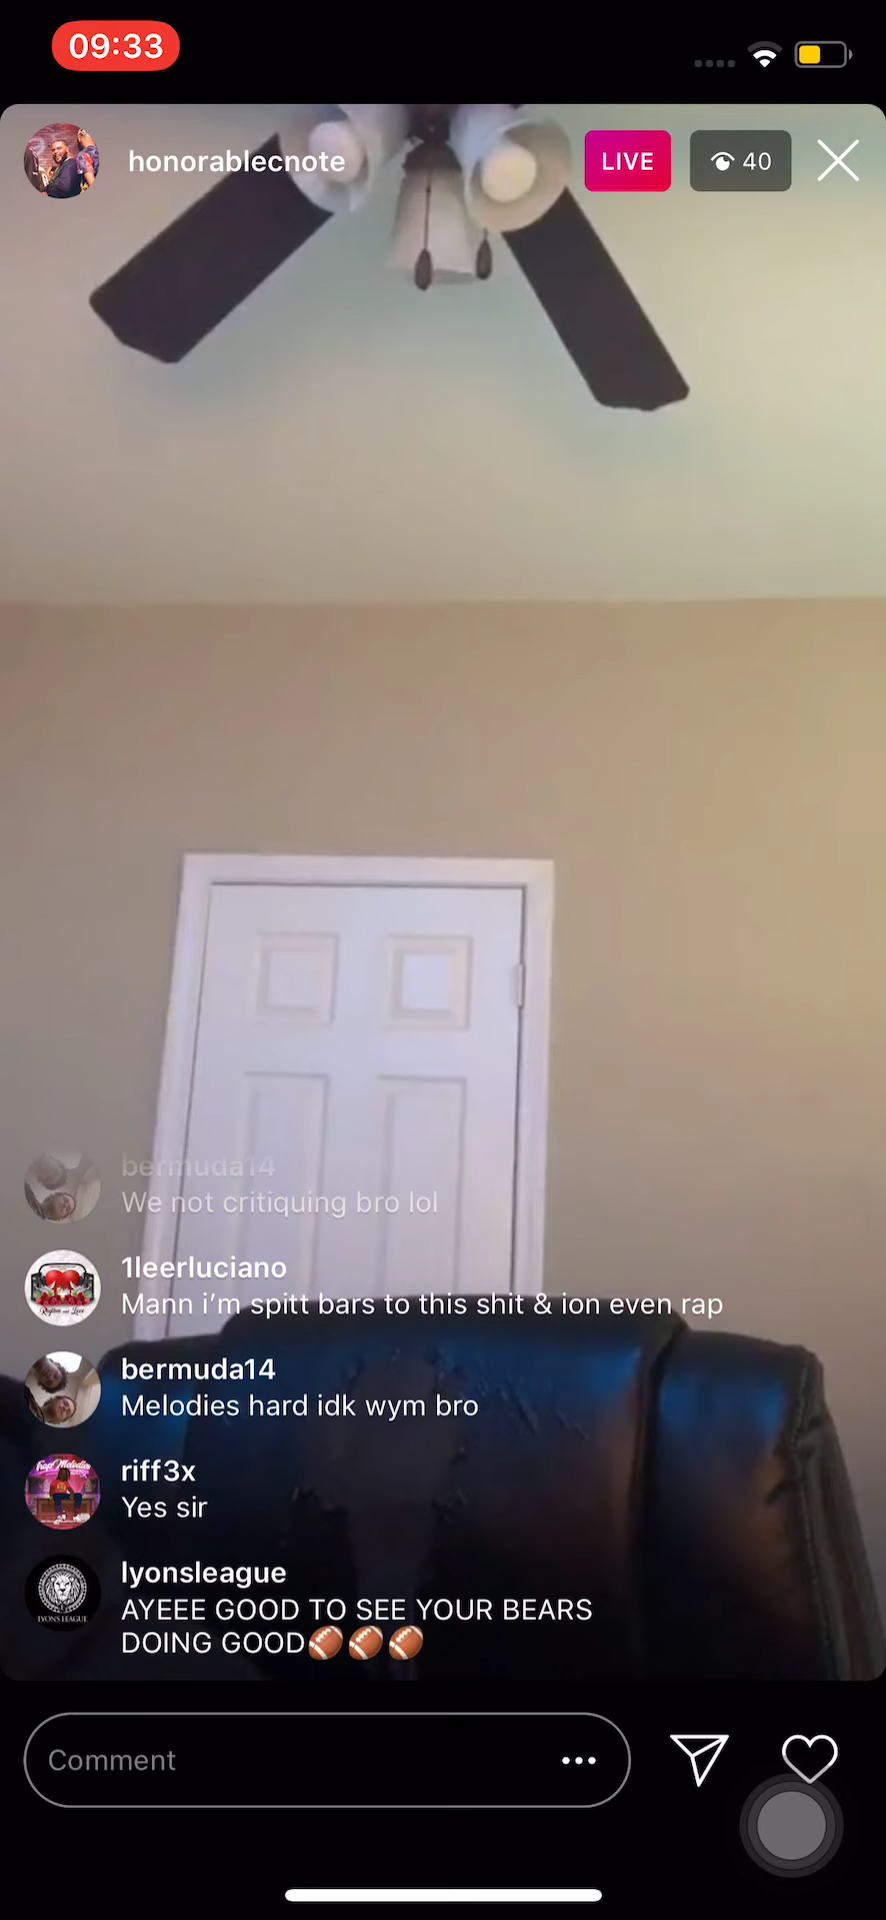 09:33
honorablecnote
LIVE
40
bermuda14
We not critiquing bro lol
1leerluciano
Mann i’m spitt bars to this shit & ion even rap
bermuda14
Melodies hard idk wym bro
riff3x
Yes sir
lyonsleague
AYEEE GOOD TO SEE YOUR BEARS
DOING GOOD🏈🏈🏈
LYONS LEAGUE
Comment